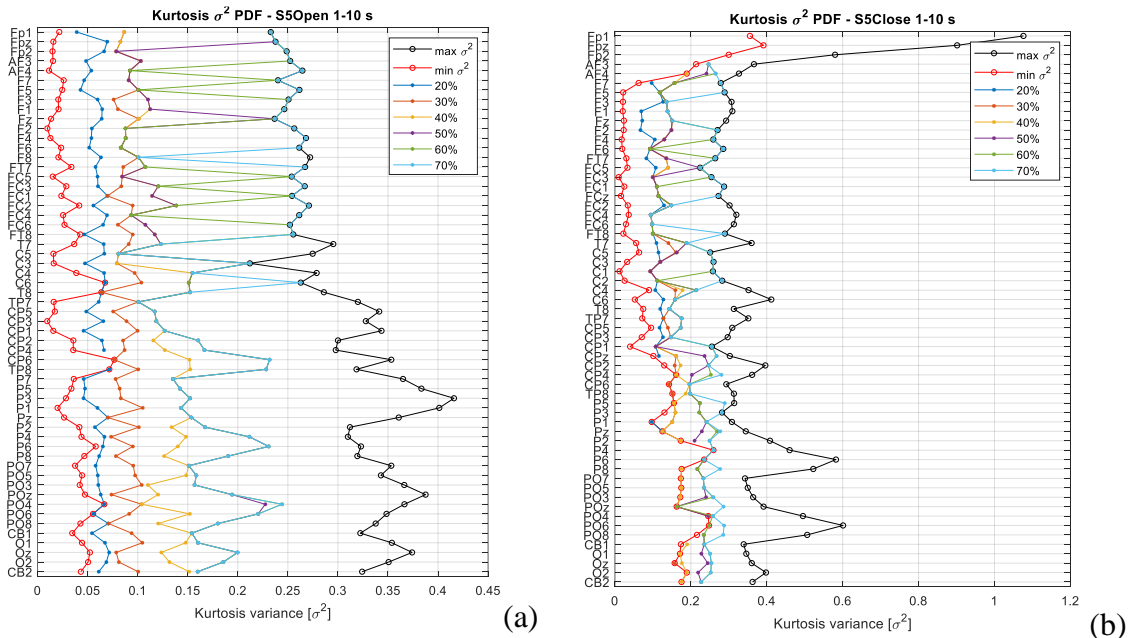 Kurtosis σ² PDF - S5Open 1-10 s
Fp1
Fpz
Fp2
AF3
AF4
F7
F5
F3
F1
Fz
F2
F4
F6
F8
FT7
FC5
FC3
FC1
FC2
FC4
FC6
FT8
T7
C5
C3
C4
C6
T8
TP7
CP5
CP3
CP1
CP2
CP4
CP6
TP8
P7
P5
P3
P1
Pz
P2
P4
P6
P8
PO7
PO5
PO3
POz
PO4
PO6
PO8
CB1
O1
Oz
O2
CB2
max σ²
min σ²
20%
30%
40%
50%
60%
70%
0 0.05 0.1 0.15 0.2 0.25 0.3 0.35 0.4 0.45
Kurtosis variance [σ²]
(a)
Kurtosis σ² PDF - S5Close 1-10 s
Fp1
Fpz
Fp2
AF3
AF4
F7
F5
F3
F1
Fz
F2
F4
F6
FT7
FC5
FC3
FC1
FCz
FC2
FC4
FC6
FT8
T7
C5
C3
C1
C2
C4
C6
T8
TP7
CP5
CP3
CP1
CPz
CP2
CP4
CP6
TP8
P5
P3
P1
Pz
P2
P4
P6
P8
PO7
PO5
PO3
POz
PO4
PO6
PO8
CB1
O1
Oz
O2
CB2
max σ²
min σ²
20%
30%
40%
50%
60%
70%
0 0.2 0.4 0.6 0.8 1 1.2
Kurtosis variance [σ²]
(b)